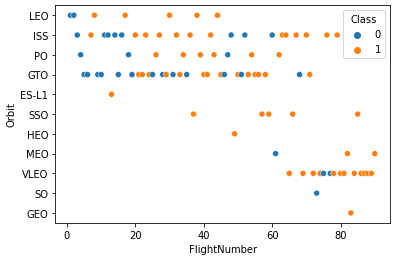 LEO
ISS
PO
GTO
ES-L1
SSO
HEO
MEO
VLEO
SO
GEO
Orbit
Class
0
1
0
20
40
60
80
FlightNumber